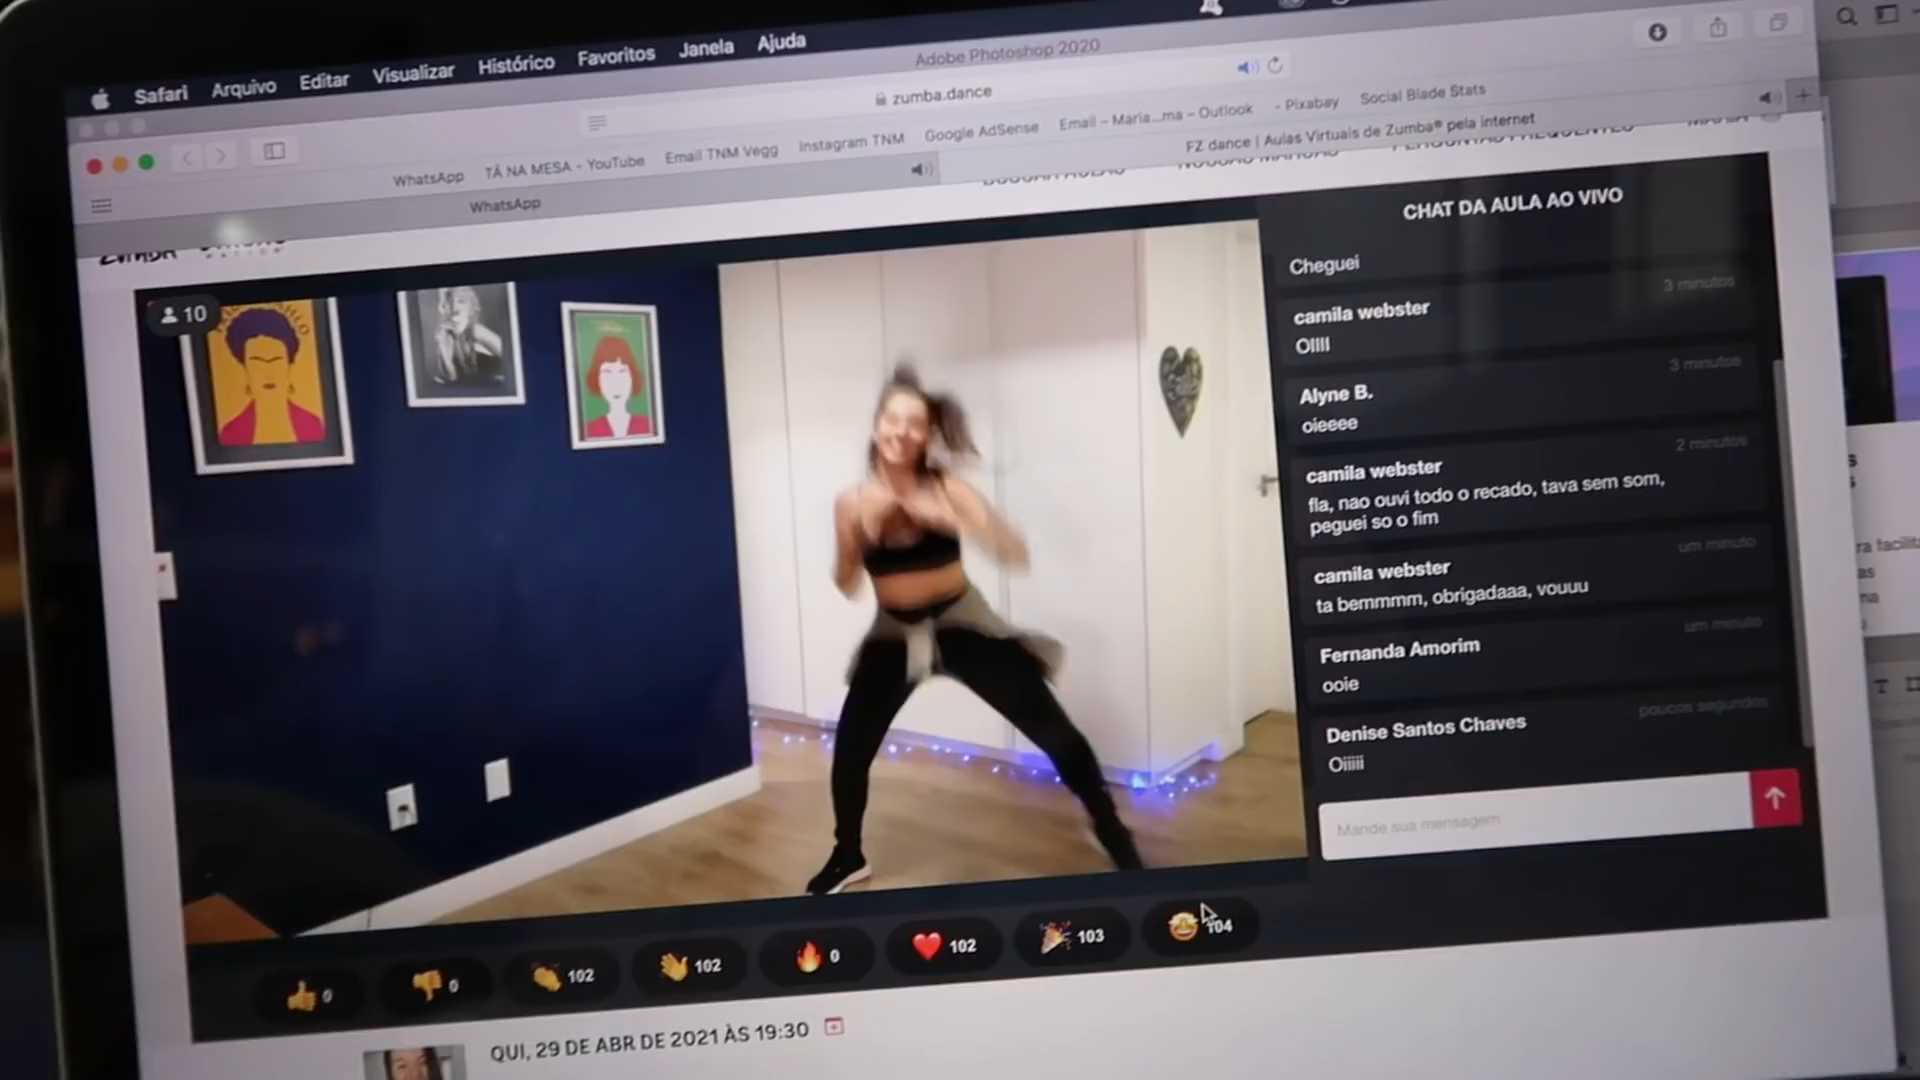 Safari Arquivo Editar Visualizar Histórico Favoritos Janela Ajuda
Adobe Photoshop 2020
zumba.dance
WhatsApp TÁ NA MESA - YouTube Email TNM Vegg Instagram TNM Google AdSense Email – Maria...ma – Outlook - Pixabay Social Blade Stats
WhatsApp
FZ dance | Aulas Virtuais de Zumba® pela internet
10
CHAT DA AULA AO VIVO
Cheguei
3 minutos
camila webster
OIIII
3 minutos
Alyne B.
oieeee
2 minutos
camila webster
fla, nao ouvi todo o recado, tava sem som,
peguei so o fim
um minuto
camila webster
ta bemmmm, obrigadaaa, vouuu
um minuto
Fernanda Amorim
ooie
poucos segundos
Denise Santos Chaves
Oiiiii
Mande sua mensagem
0
0
102
102
0
102
103
104
QUI, 29 DE ABR DE 2021 ÀS 19:30